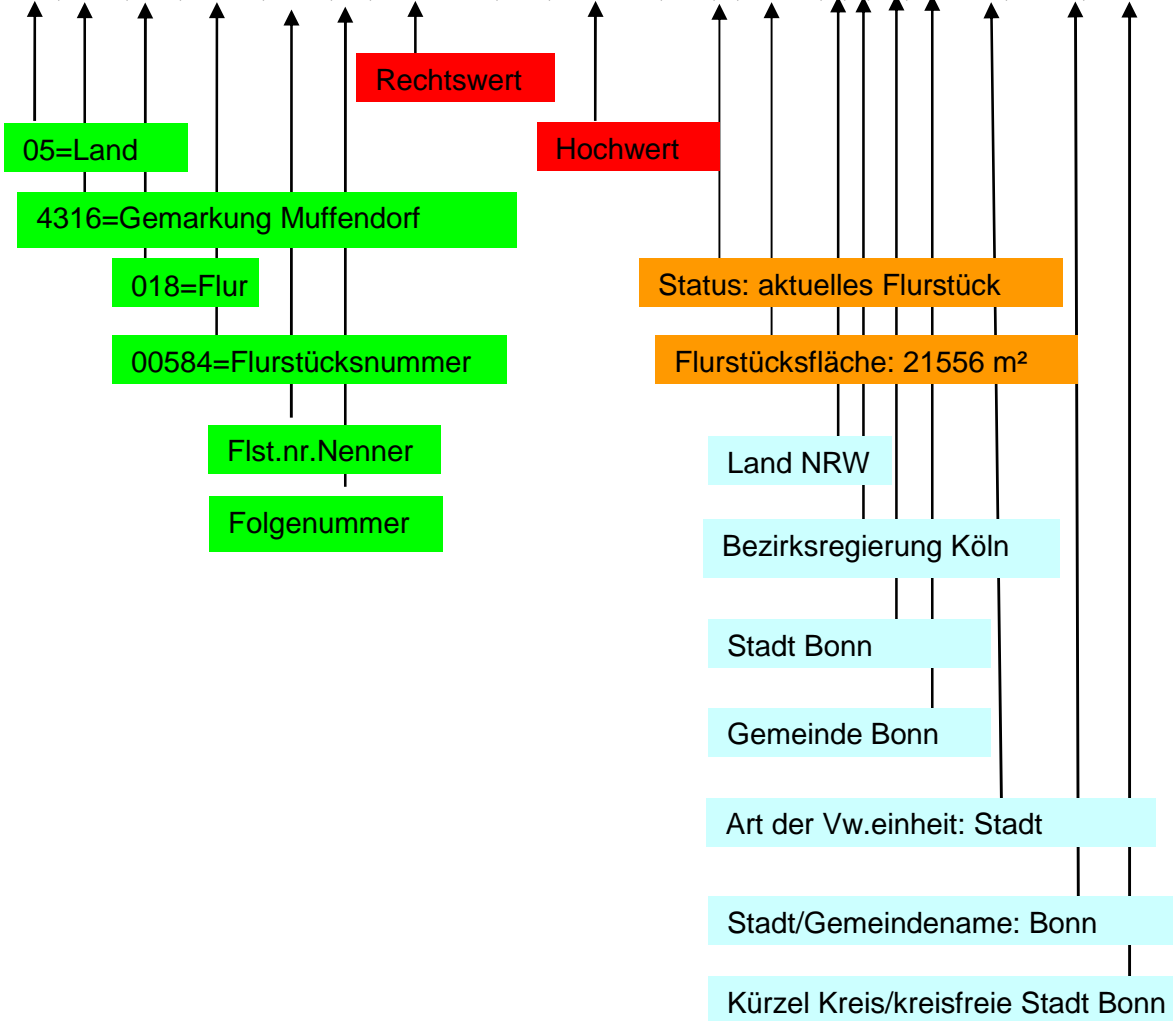 Rechtswert
05=Land
Hochwert
4316=Gemarkung Muffendorf
018=Flur
Status: aktuelles Flurstück
00584=Flurstücksnummer
Flurstücksfläche: 21556 m²
Flst.nr.Nenner
Land NRW
Folgenummer
Bezirksregierung Köln
Stadt Bonn
Gemeinde Bonn
Art der Vw.einheit: Stadt
Stadt/Gemeindename: Bonn
Kürzel Kreis/kreisfreie Stadt Bonn